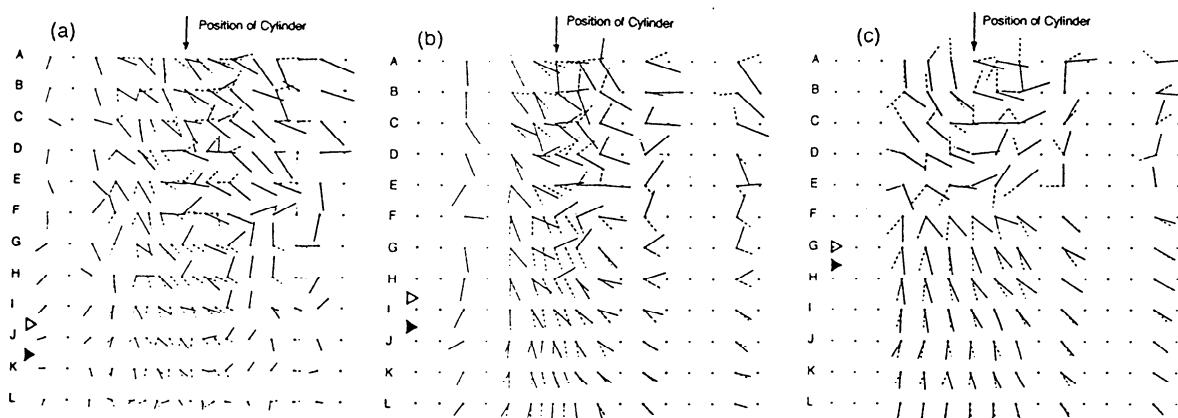 (a) Position of Cylinder
A
B
C
D
E
F
G
H
I
J
K
L
(b) Position of Cylinder
A
B
C
D
E
F
G
H
I
J
K
L
(c) Position of Cylinder
A
B
C
D
E
F
G
H
I
J
K
L